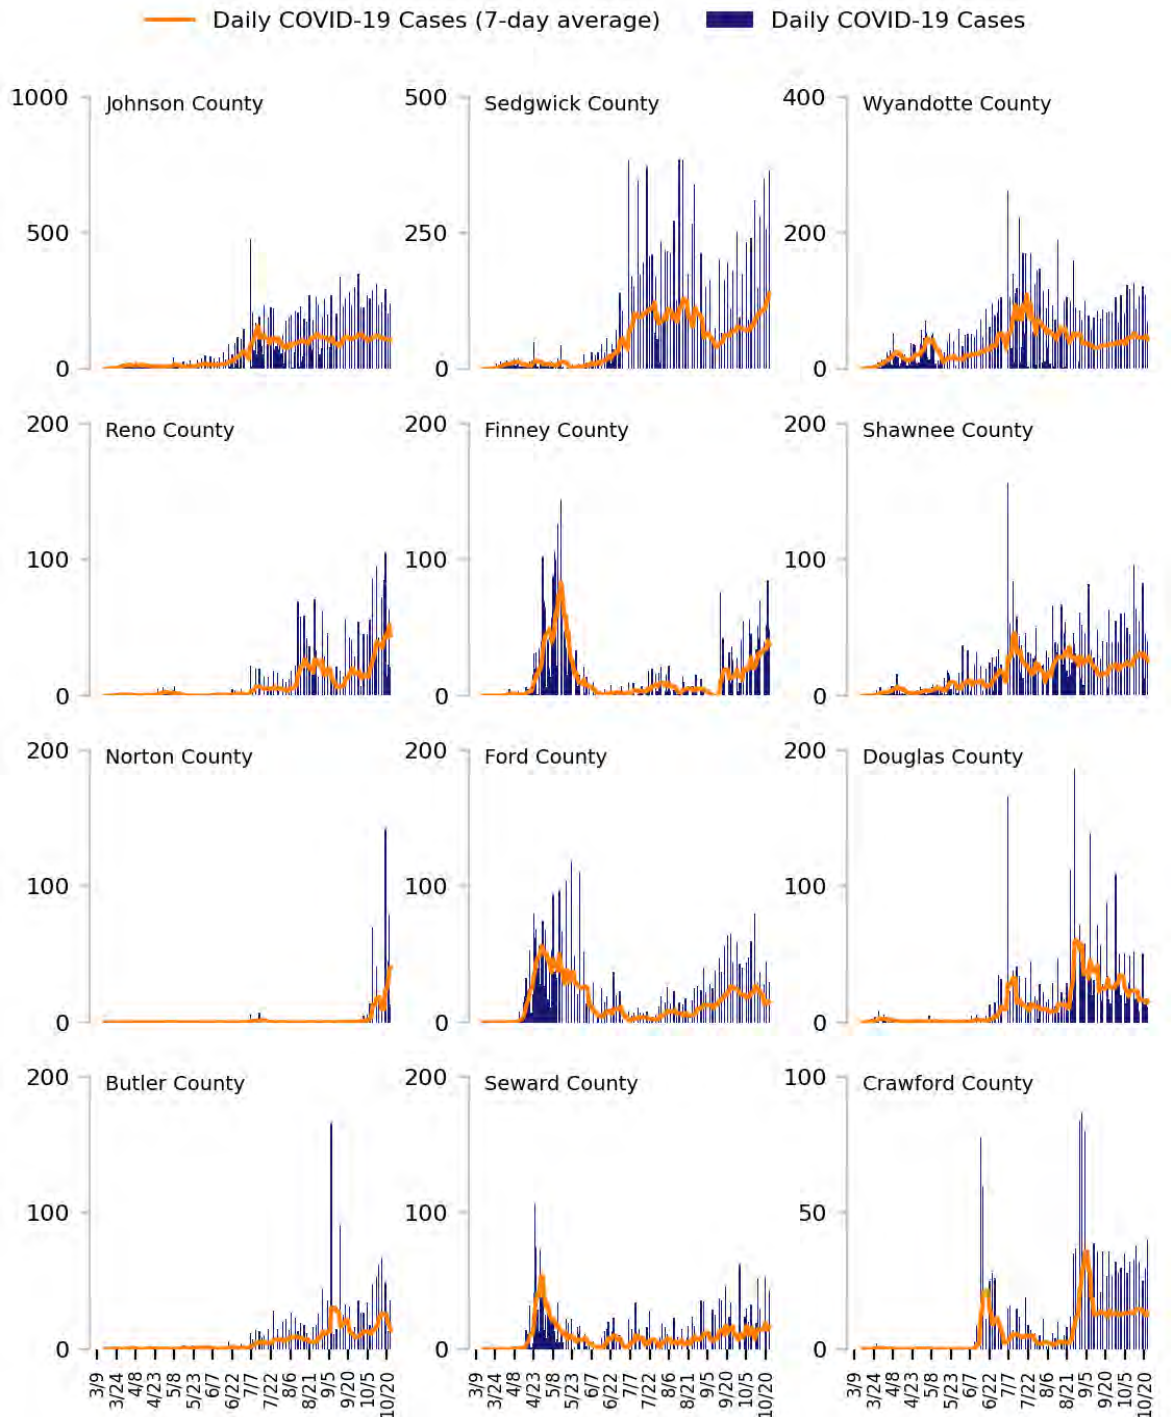 Daily COVID-19 Cases (7-day average) Daily COVID-19 Cases
1000 Johnson County 500 Sedgwick County 400 Wyandotte County
500 250 200
0 0 0
200 Reno County 200 Finney County 200 Shawnee County
100 100 100
0 0 0
200 Norton County 200 Ford County 200 Douglas County
100 100 100
0 0 0
200 Butler County 200 Seward County 100 Crawford County
100 100 50
0 0 0
3/9 3/24 4/8 4/23 5/8 5/23 6/7 6/22 7/7 7/22 8/6 8/21 9/5 9/20 10/5 10/20 3/9 3/24 4/8 4/23 5/8 5/23 6/7 6/22 7/7 7/22 8/6 8/21 9/5 9/20 10/5 10/20 3/9 3/24 4/8 4/23 5/8 5/23 6/7 6/22 7/7 7/22 8/6 8/21 9/5 9/20 10/5 10/20